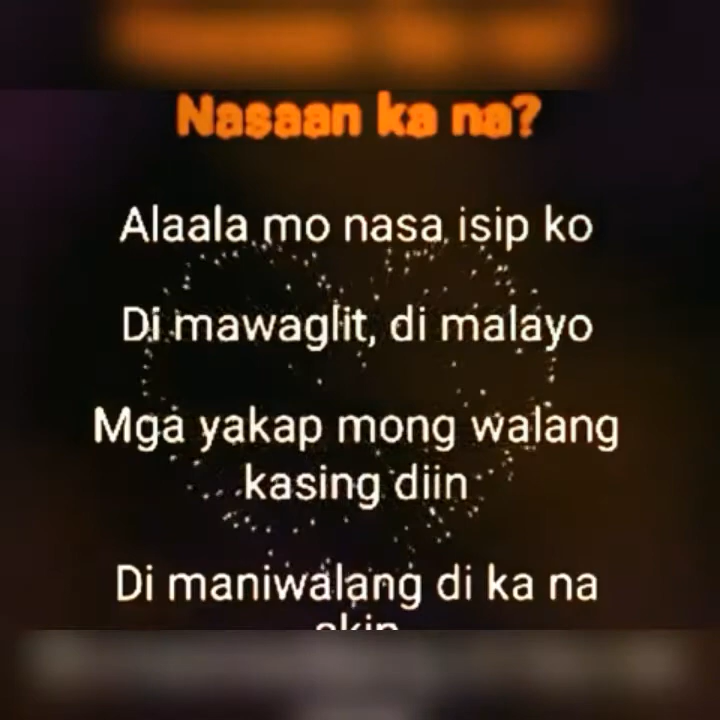 Nasaan ka na?
Alaala mo nasa isip ko
Di mawaglit, di malayo
Mga yakap mong walang
kasing diin
Di maniwalang di ka na